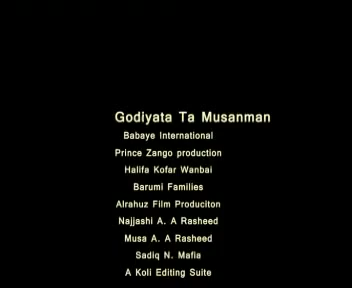 Godiyata Ta Musanman
Babaye International
Prince Zango production
Halifa Kofar Wanbai
Barumi Families
Alrahuz Film Produciton
Najjashi A. A Rasheed
Musa A. A Rasheed
Sadiq N. Mafia
A Koli Editing Suite